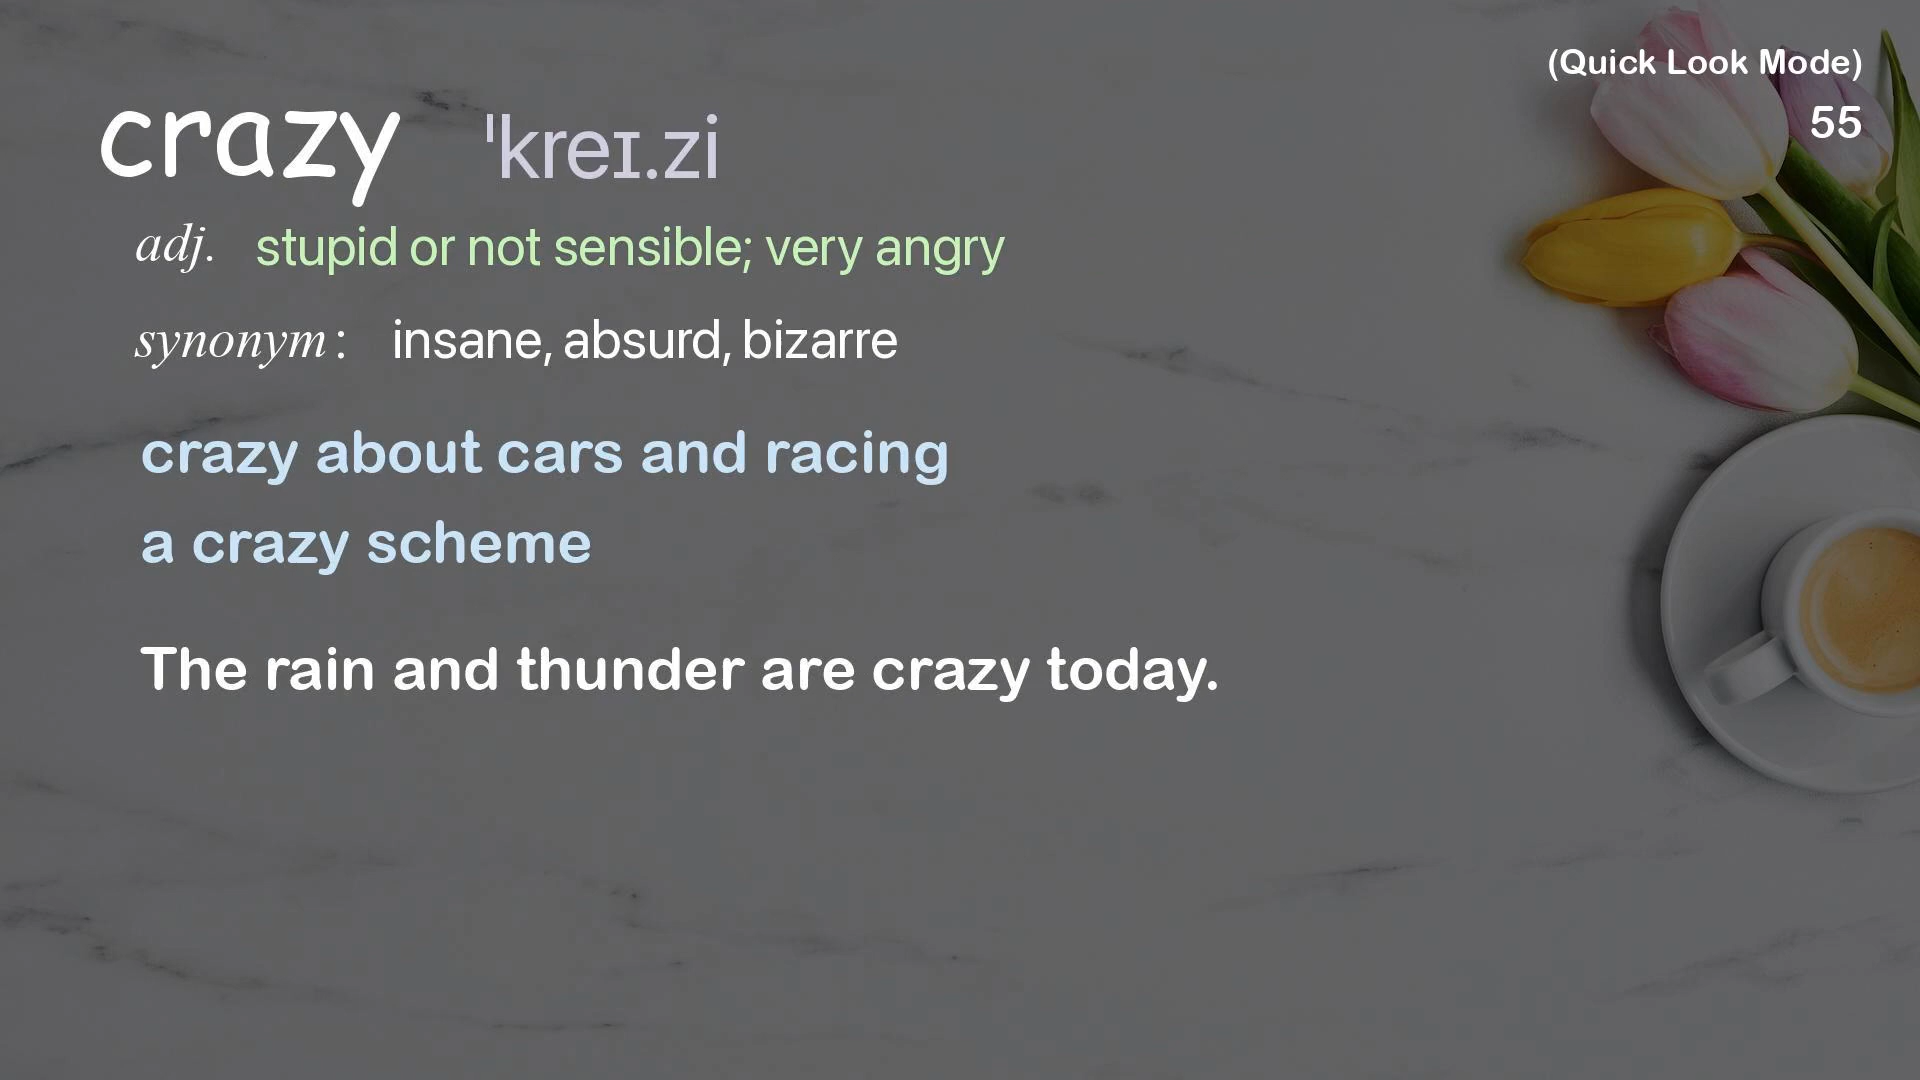 (Quick Look Mode)
55
crazy ˈkreɪ.zi
adj. stupid or not sensible; very angry
synonym: insane, absurd, bizarre
crazy about cars and racing
a crazy scheme
The rain and thunder are crazy today.